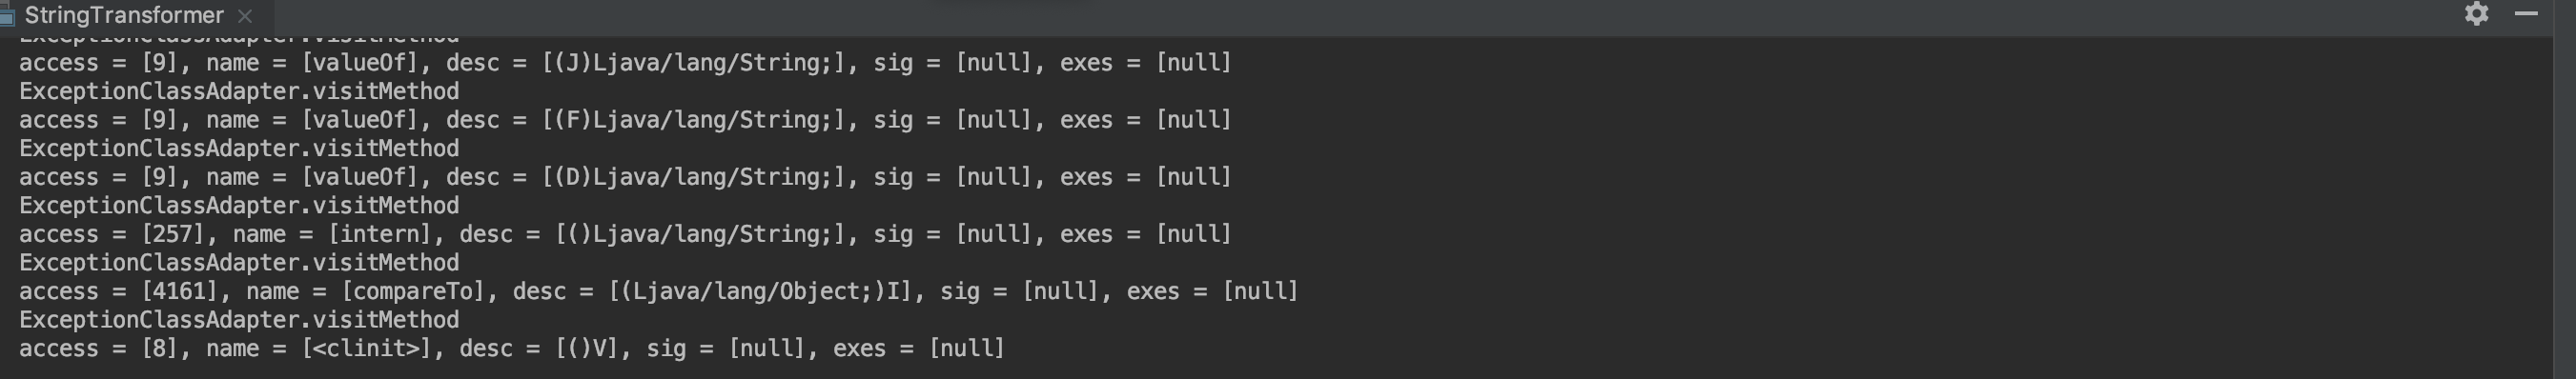 StringTransformer
ExceptionClassAdapter.visitMethod
access = [9], name = [valueOf], desc = [(J)Ljava/lang/String;], sig = [null], exes = [null]
ExceptionClassAdapter.visitMethod
access = [9], name = [valueOf], desc = [(F)Ljava/lang/String;], sig = [null], exes = [null]
ExceptionClassAdapter.visitMethod
access = [9], name = [valueOf], desc = [(D)Ljava/lang/String;], sig = [null], exes = [null]
ExceptionClassAdapter.visitMethod
access = [257], name = [intern], desc = [()Ljava/lang/String;], sig = [null], exes = [null]
ExceptionClassAdapter.visitMethod
access = [4161], name = [compareTo], desc = [(Ljava/lang/Object;)I], sig = [null], exes = [null]
ExceptionClassAdapter.visitMethod
access = [8], name = [<clinit>], desc = [()V], sig = [null], exes = [null]